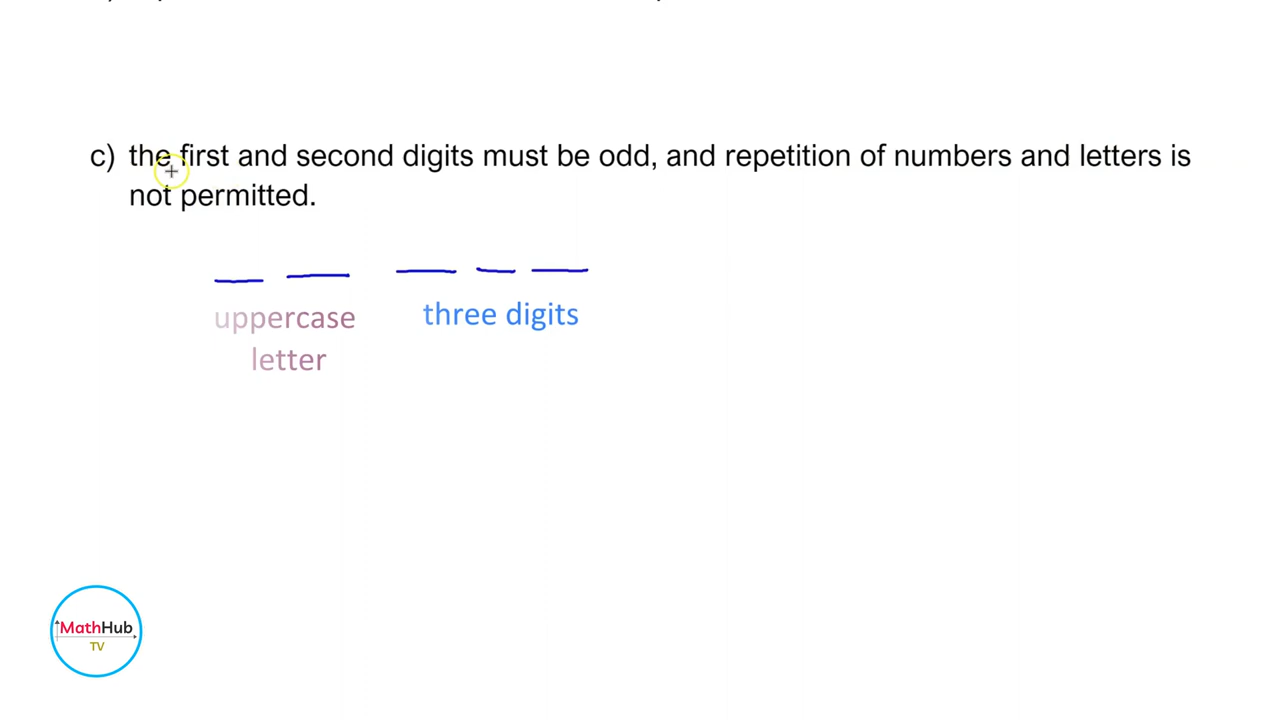 c) the first and second digits must be odd, and repetition of numbers and letters is
not permitted.
uppercase
letter
three digits
MathHub
TV